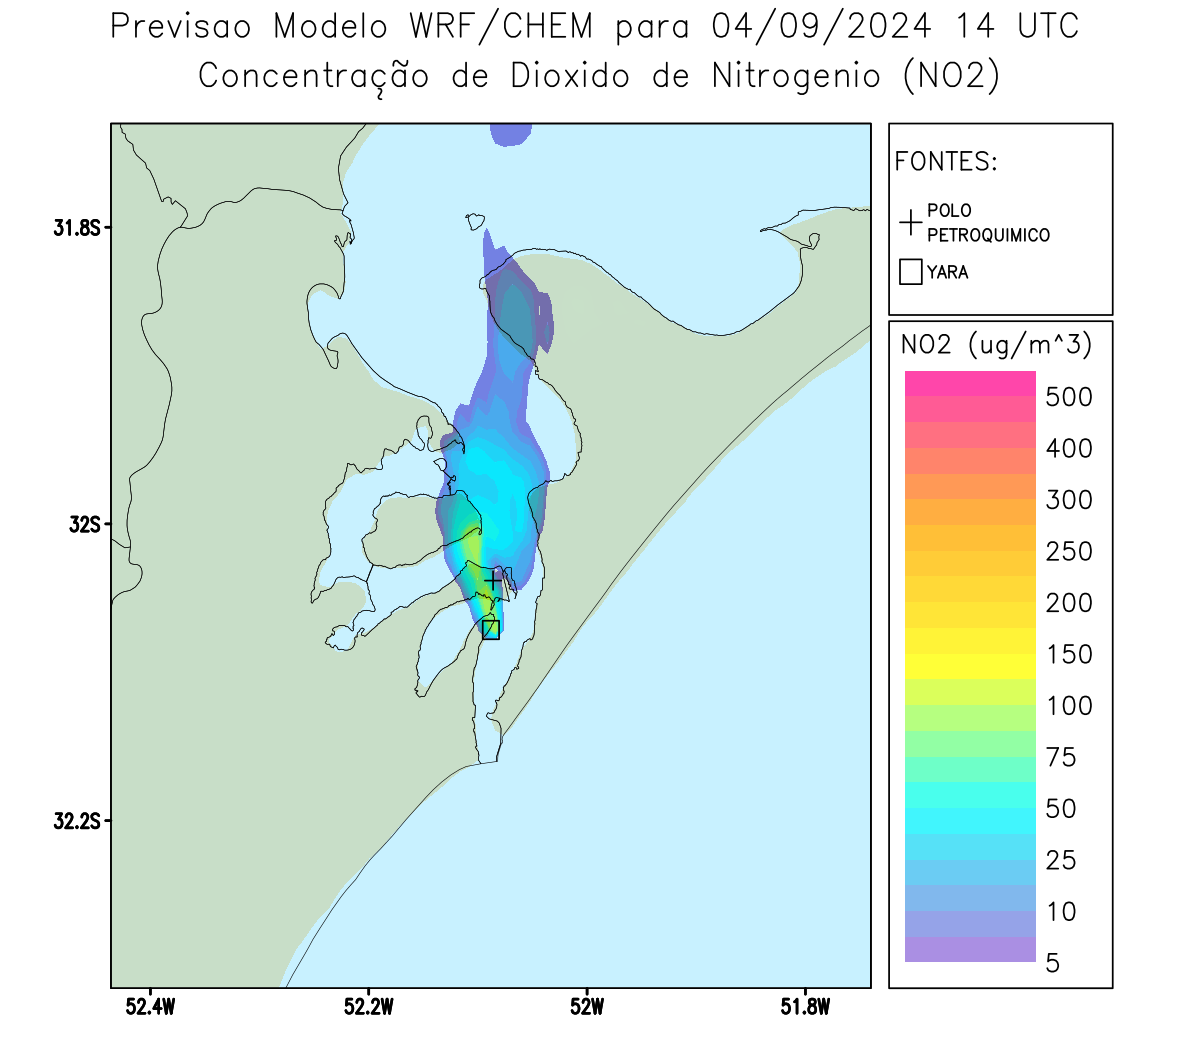 Previsao Modelo WRF/CHEM para 04/09/2024 14 UTC
Concentração de Dioxido de Nitrogenio (NO2)
FONTES:
POLO
PETROQUIMICO
YARA
NO2 (ug/m^3)
500
400
300
250
200
150
100
75
50
25
10
5
31.8S
32S
32.2S
52.4W
52.2W
52W
51.8W